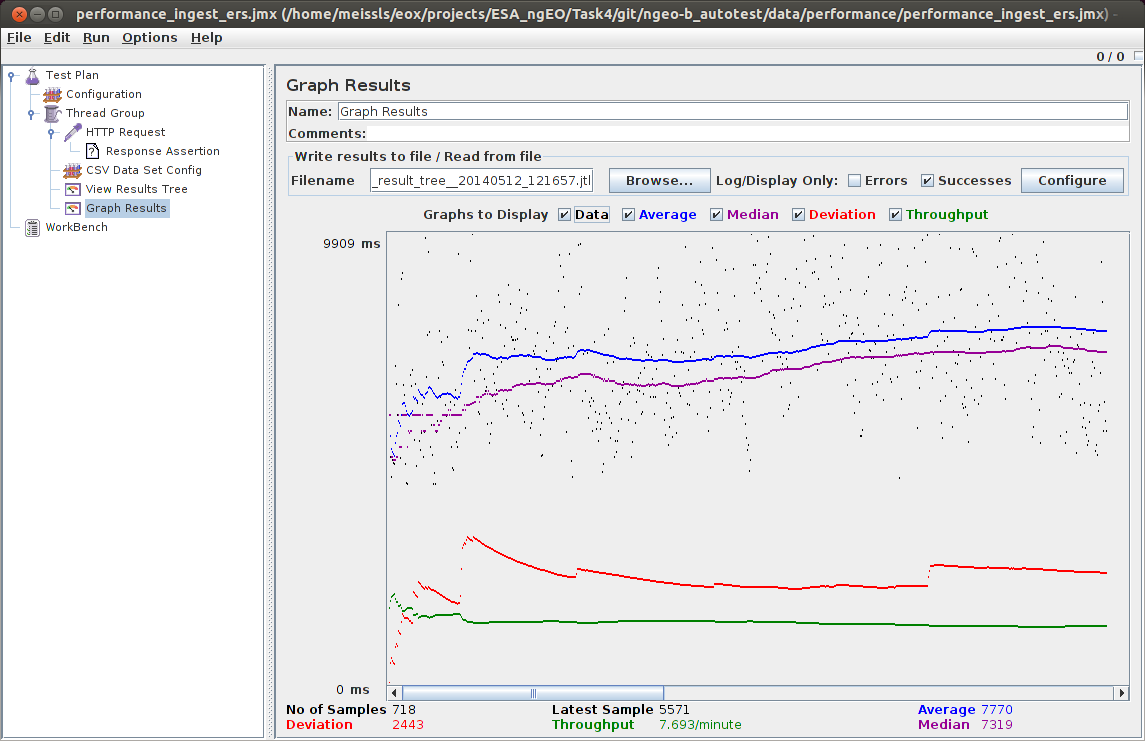 performance_ingest_ers.jmx (/home/meissls/eox/projects/ESA_ngEO/Task4/git/ngeo-b_autotest/data/performance/performance_ingest_ers.jmx) -
File Edit Run Options Help
0 / 0
Test Plan
Configuration
Thread Group
HTTP Request
Response Assertion
CSV Data Set Config
View Results Tree
Graph Results
WorkBench
Graph Results
Name: Graph Results
Comments:
Write results to file / Read from file
Filename _result_tree__20140512_121657.jtl Browse... Log/Display Only: Errors Successes Configure
Graphs to Display Data Average Median Deviation Throughput
9909 ms
0 ms
No of Samples 718 Latest Sample 5571 Average 7770
Deviation 2443 Throughput 7.693/minute Median 7319